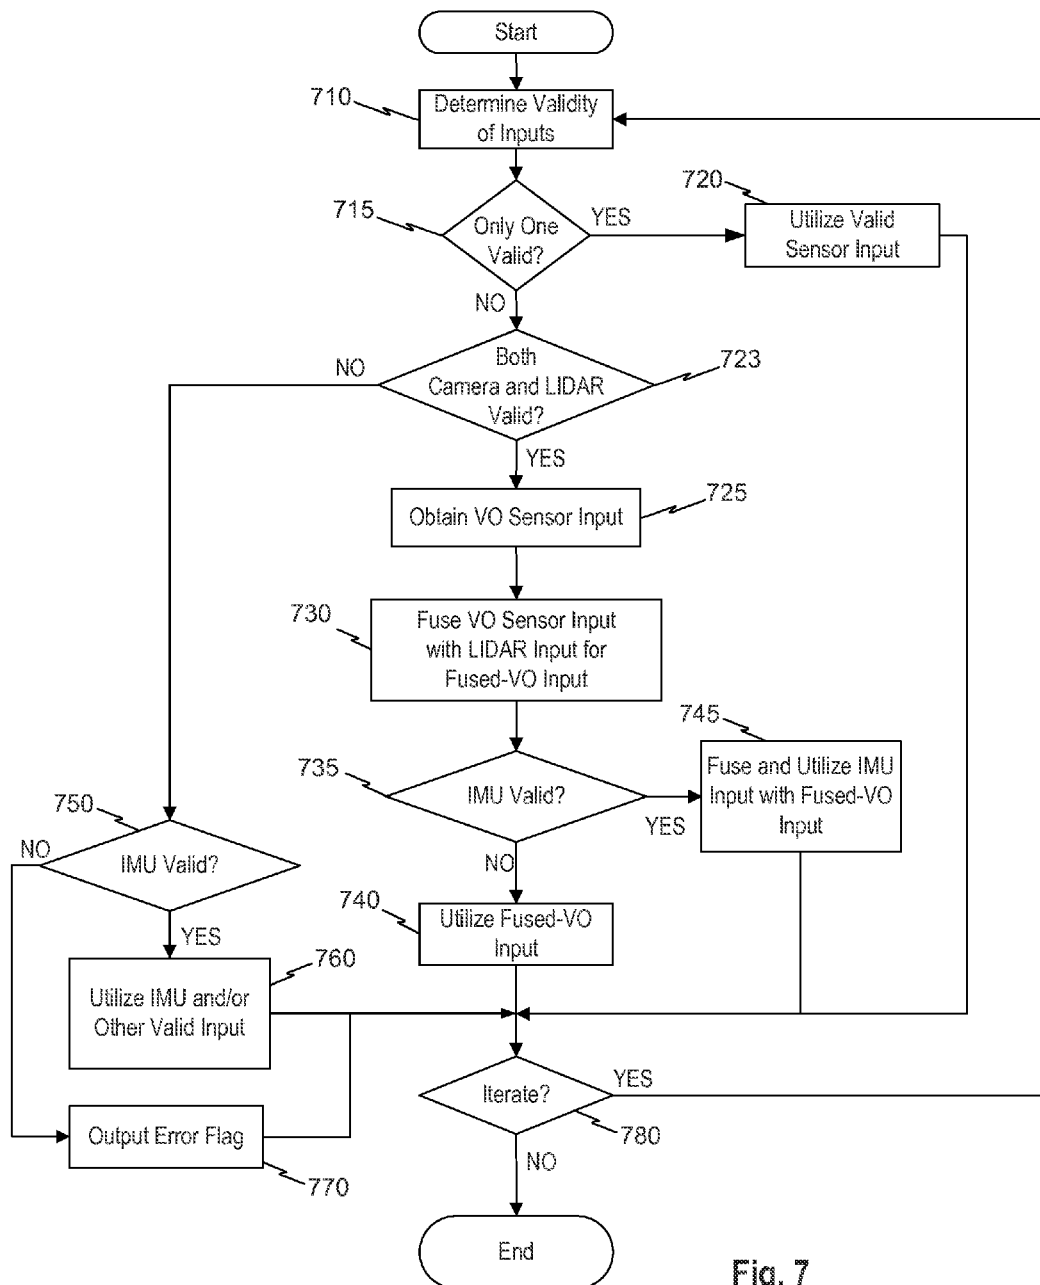 Start
710
Determine Validity
of Inputs
720
715
Only One
Valid?
YES
Utilize Valid
Sensor Input
NO
NO
Both
Camera and LIDAR
Valid?
723
YES
725
Obtain VO Sensor Input
730
Fuse VO Sensor Input
with LIDAR Input for
Fused-VO Input
745
735
IMU Valid?
YES
Fuse and Utilize IMU
Input with Fused-VO
Input
750
NO
IMU Valid?
NO
740
Utilize Fused-VO
Input
YES
760
Utilize IMU and/or
Other Valid Input
Iterate?
YES
780
Output Error Flag
770
NO
End
Fig. 7